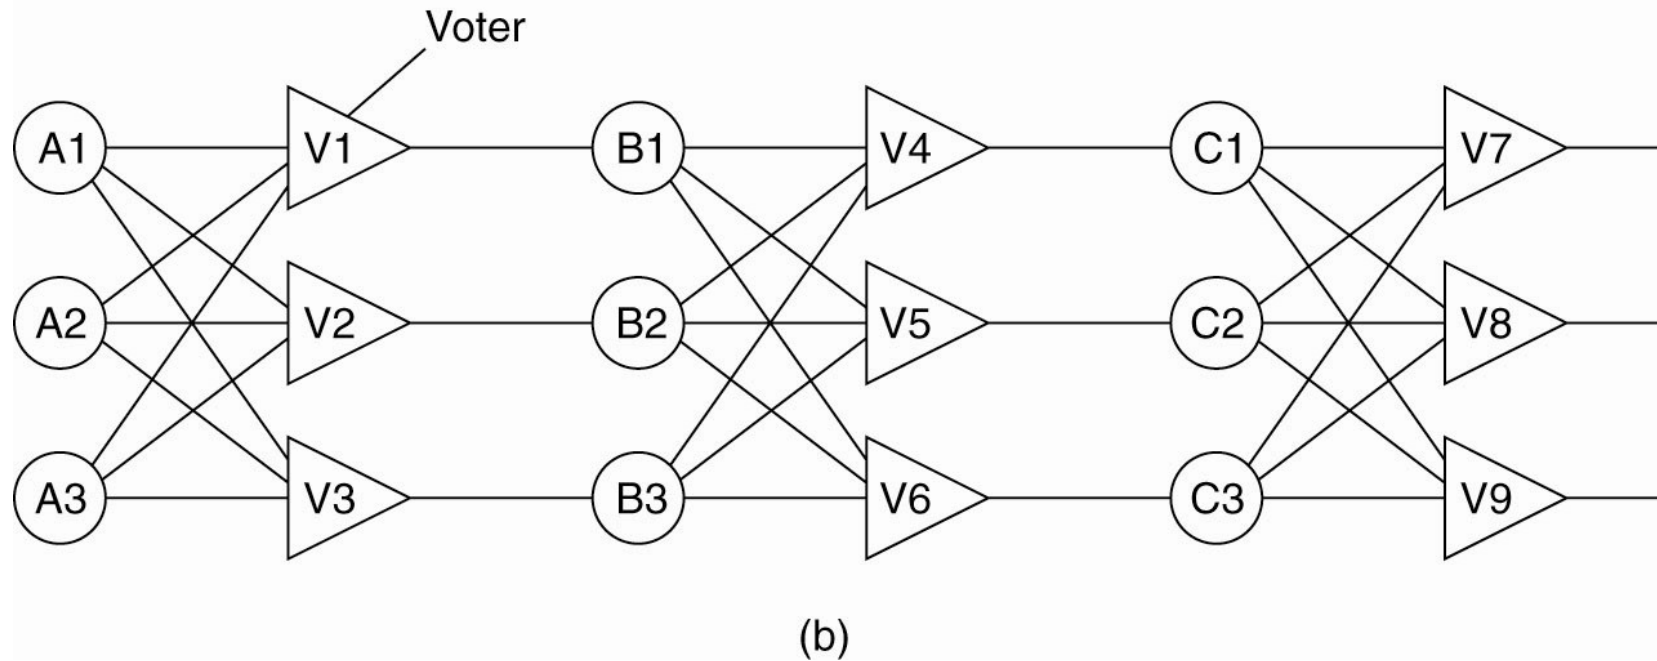 Voter
A1 V1 B1 V4 C1 V7
A2 V2 B2 V5 C2 V8
A3 V3 B3 V6 C3 V9
(b)